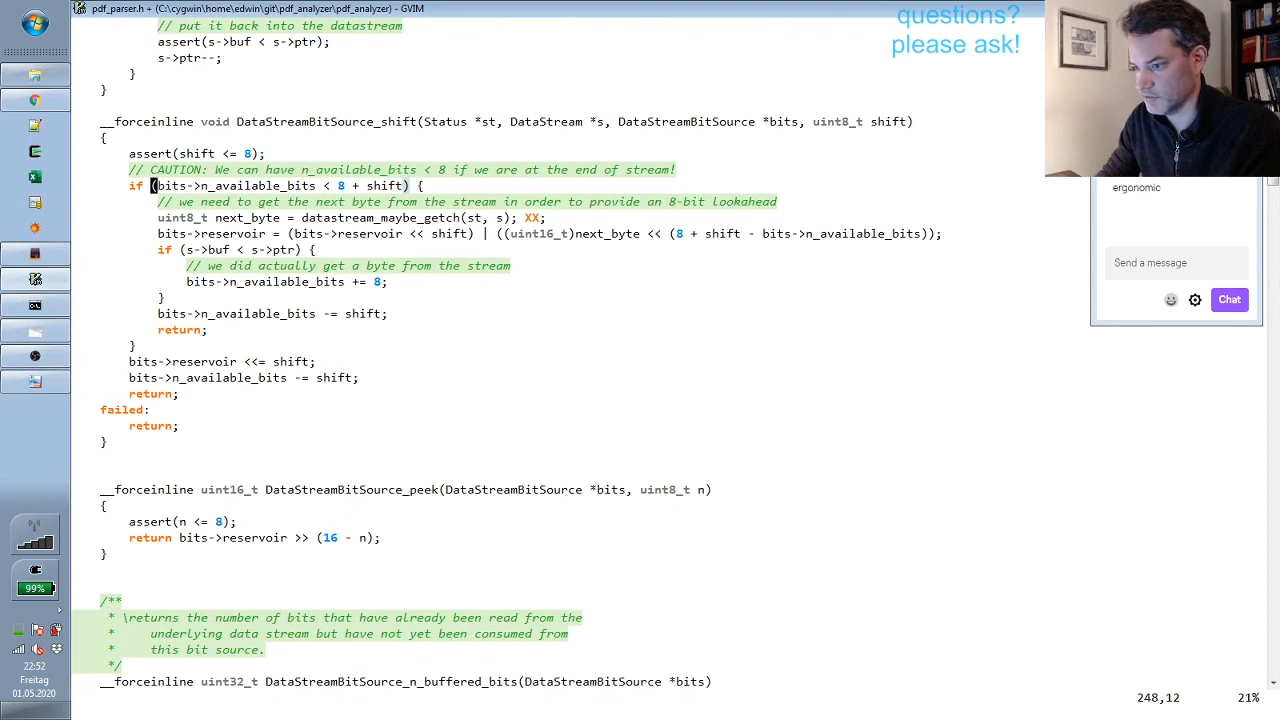 pdf_parser.h + (C:\cygwin\home\edwin\git\pdf_analyzer\pdf_analyzer) - GVIM
questions?
please ask!
// put it back into the datastream
assert(s->buf < s->ptr);
s->ptr--;
}
}
__forceinline void DataStreamBitSource_shift(Status *st, DataStream *s, DataStreamBitSource *bits, uint8_t shift)
{
assert(shift <= 8);
// CAUTION: We can have n_available_bits < 8 if we are at the end of stream!
if (bits->n_available_bits < 8 + shift) {
// we need to get the next byte from the stream in order to provide an 8-bit lookahead
uint8_t next_byte = datastream_maybe_getch(st, s); XX;
bits->reservoir = (bits->reservoir << shift) | ((uint16_t)next_byte << (8 + shift - bits->n_available_bits));
if (s->buf < s->ptr) {
// we did actually get a byte from the stream
bits->n_available_bits += 8;
}
bits->n_available_bits -= shift;
return;
}
bits->reservoir <<= shift;
bits->n_available_bits -= shift;
return;
failed:
return;
}
__forceinline uint16_t DataStreamBitSource_peek(DataStreamBitSource *bits, uint8_t n)
{
assert(n <= 8);
return bits->reservoir >> (16 - n);
}
/**
* \returns the number of bits that have already been read from the
* underlying data stream but have not yet been consumed from
* this bit source.
*/
__forceinline uint32_t DataStreamBitSource_n_buffered_bits(DataStreamBitSource *bits)
248,12 21%
ergonomic
Send a message
Chat
99%
22:52
Freitag
01.05.2020